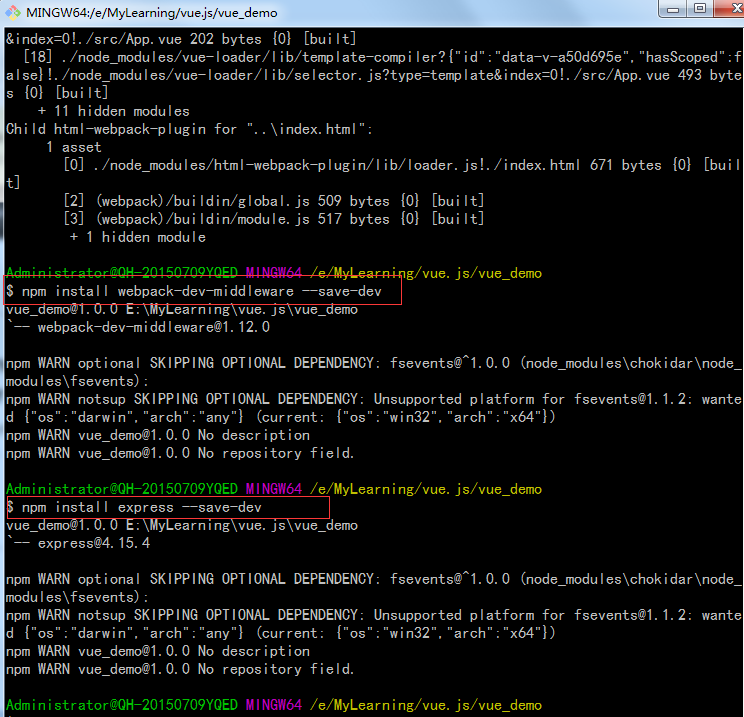 MINGW64:/e/MyLearning/vue.js/vue_demo
&index=0!./src/App.vue 202 bytes {0} [built]
[18] ./node_modules/vue-loader/lib/template-compiler?{"id":"data-v-a50d695e","hasScoped":f
alse}!./node_modules/vue-loader/lib/selector.js?type=template&index=0!./src/App.vue 493 byte
s {0} [built]
+ 11 hidden modules
Child html-webpack-plugin for "..\index.html":
1 asset
[0] ./node_modules/html-webpack-plugin/lib/loader.js!./index.html 671 bytes {0} [buil
t]
[2] (webpack)/buildin/global.js 509 bytes {0} [built]
[3] (webpack)/buildin/module.js 517 bytes {0} [built]
+ 1 hidden module
Administrator@QH-20150709YQED MINGW64 /e/MyLearning/vue.js/vue_demo
$ npm install webpack-dev-middleware --save-dev
vue_demo@1.0.0 E:\MyLearning\vue.js\vue_demo
`-- webpack-dev-middleware@1.12.0
npm WARN optional SKIPPING OPTIONAL DEPENDENCY: fsevents@^1.0.0 (node_modules\chokidar\node_
modules\fsevents):
npm WARN notsup SKIPPING OPTIONAL DEPENDENCY: Unsupported platform for fsevents@1.1.2: wante
d {"os":"darwin","arch":"any"} (current: {"os":"win32","arch":"x64"})
npm WARN vue_demo@1.0.0 No description
npm WARN vue_demo@1.0.0 No repository field.
Administrator@QH-20150709YQED MINGW64 /e/MyLearning/vue.js/vue_demo
$ npm install express --save-dev
vue_demo@1.0.0 E:\MyLearning\vue.js\vue_demo
`-- express@4.15.4
npm WARN optional SKIPPING OPTIONAL DEPENDENCY: fsevents@^1.0.0 (node_modules\chokidar\node_
modules\fsevents):
npm WARN notsup SKIPPING OPTIONAL DEPENDENCY: Unsupported platform for fsevents@1.1.2: wante
d {"os":"darwin","arch":"any"} (current: {"os":"win32","arch":"x64"})
npm WARN vue_demo@1.0.0 No description
npm WARN vue_demo@1.0.0 No repository field.
Administrator@QH-20150709YQED MINGW64 /e/MyLearning/vue.js/vue_demo